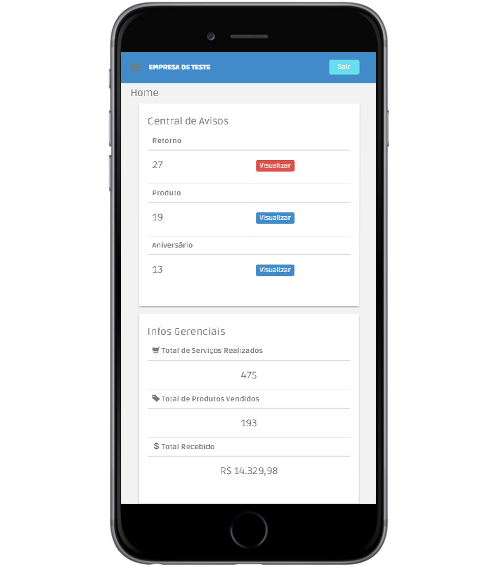 EMPRESA DE TESTE
Sair
Home
Central de Avisos
Retorno
27 Visualizar
Produto
19 Visualizar
Aniversário
13 Visualizar
Infos Gerenciais
Total de Serviços Realizados
475
Total de Produtos Vendidos
193
$ Total Recebido
R$ 14.329,98